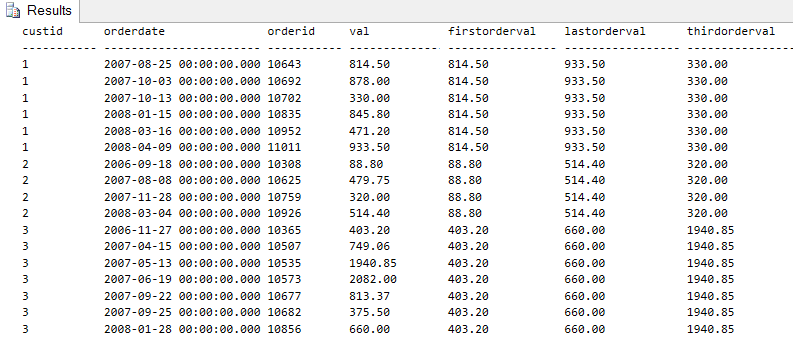 Results
custid orderdate orderid val firstorderval lastorderval thirdorderval
----------- ----------------------- ----------- -------------- -------------- --------------- --------------
1 2007-08-25 00:00:00.000 10643 814.50 814.50 933.50 330.00
1 2007-10-03 00:00:00.000 10692 878.00 814.50 933.50 330.00
1 2007-10-13 00:00:00.000 10702 330.00 814.50 933.50 330.00
1 2008-01-15 00:00:00.000 10835 845.80 814.50 933.50 330.00
1 2008-03-16 00:00:00.000 10952 471.20 814.50 933.50 330.00
1 2008-04-09 00:00:00.000 11011 933.50 814.50 933.50 330.00
2 2006-09-18 00:00:00.000 10308 88.80 88.80 514.40 320.00
2 2007-08-08 00:00:00.000 10625 479.75 88.80 514.40 320.00
2 2007-11-28 00:00:00.000 10759 320.00 88.80 514.40 320.00
2 2008-03-04 00:00:00.000 10926 514.40 88.80 514.40 320.00
3 2006-11-27 00:00:00.000 10365 403.20 403.20 660.00 1940.85
3 2007-04-15 00:00:00.000 10507 749.06 403.20 660.00 1940.85
3 2007-05-13 00:00:00.000 10535 1940.85 403.20 660.00 1940.85
3 2007-06-19 00:00:00.000 10573 2082.00 403.20 660.00 1940.85
3 2007-09-22 00:00:00.000 10677 813.37 403.20 660.00 1940.85
3 2007-09-25 00:00:00.000 10682 375.50 403.20 660.00 1940.85
3 2008-01-28 00:00:00.000 10856 660.00 403.20 660.00 1940.85